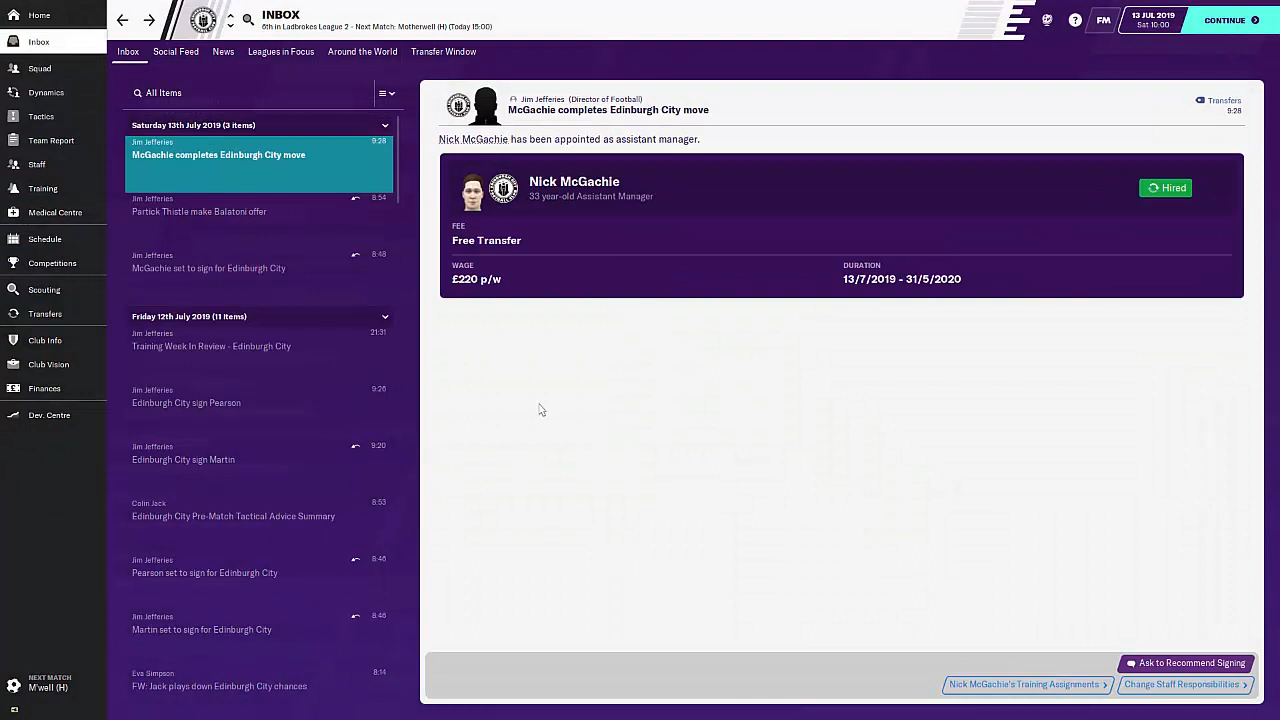 Home
Inbox
Squad
Dynamics
Tactics
Team Report
Staff
Training
Medical Centre
Schedule
Competitions
Scouting
Transfers
Club Info
Club Vision
Finances
Dev. Centre
NEXT MATCH
rwell (H)
INBOX
6th in Ladbrokes League 2 - Next Match: Motherwell (H) (Today 15:00)
FM
13 JUL 2019
Sat 10:00
CONTINUE
Inbox
Social Feed
News
Leagues in Focus
Around the World
Transfer Window
All Items
Saturday 13th July 2019 (3 items)
Jim Jefferies
9:28
McGachie completes Edinburgh City move
Jim Jefferies
8:54
Partick Thistle make Balatoni offer
Jim Jefferies
8:48
McGachie set to sign for Edinburgh City
Friday 12th July 2019 (11 items)
Jim Jefferies
21:31
Training Week In Review - Edinburgh City
Jim Jefferies
9:26
Edinburgh City sign Pearson
Jim Jefferies
9:20
Edinburgh City sign Martin
Colin Jack
8:53
Edinburgh City Pre-Match Tactical Advice Summary
Jim Jefferies
8:46
Pearson set to sign for Edinburgh City
Jim Jefferies
8:46
Martin set to sign for Edinburgh City
Eva Simpson
8:14
FW: Jack plays down Edinburgh City chances
Jim Jefferies (Director of Football)
McGachie completes Edinburgh City move
Transfers
9:28
Nick McGachie has been appointed as assistant manager.
Nick McGachie
33 year-old Assistant Manager
Hired
FEE
Free Transfer
WAGE
£220 p/w
DURATION
13/7/2019 - 31/5/2020
Ask to Recommend Signing
Nick McGachie's Training Assignments
Change Staff Responsibilities